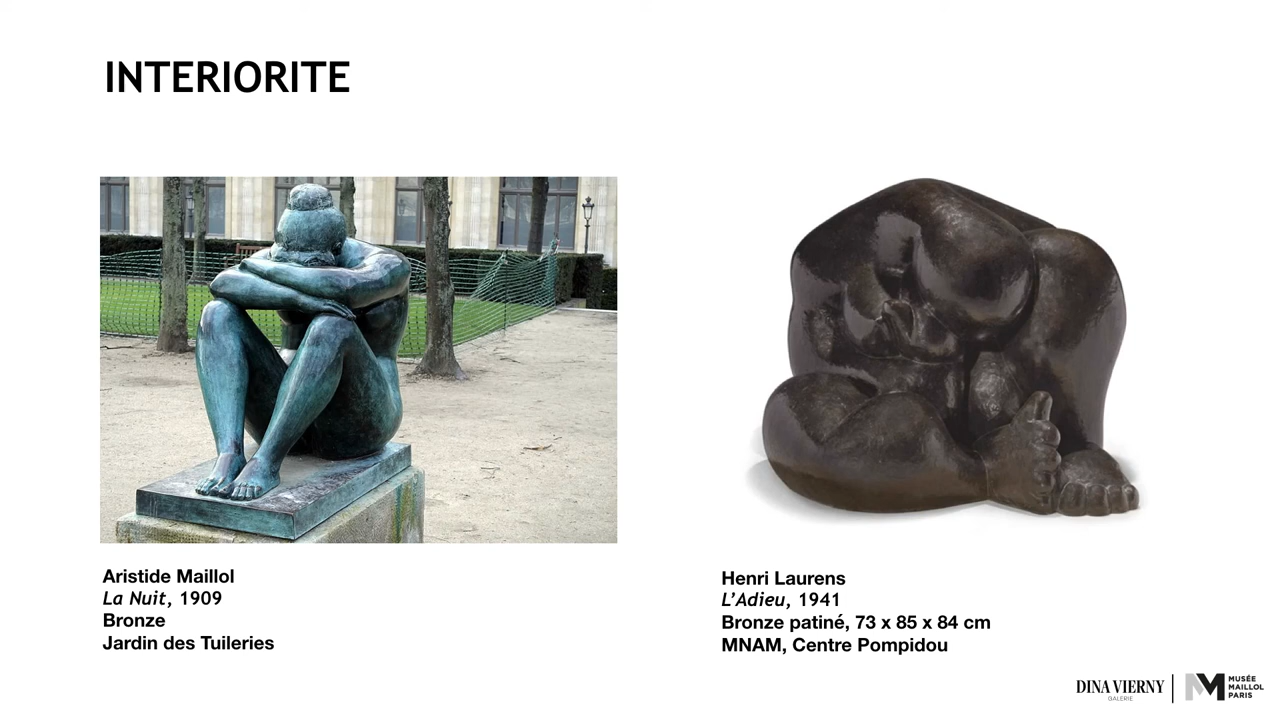 INTERIORITE
Aristide Maillol
La Nuit, 1909
Bronze
Jardin des Tuileries
Henri Laurens
L’Adieu, 1941
Bronze patiné, 73 x 85 x 84 cm
MNAM, Centre Pompidou
DINA VIERNY
GALERIE
MUSÉE
MAILLOL
PARIS